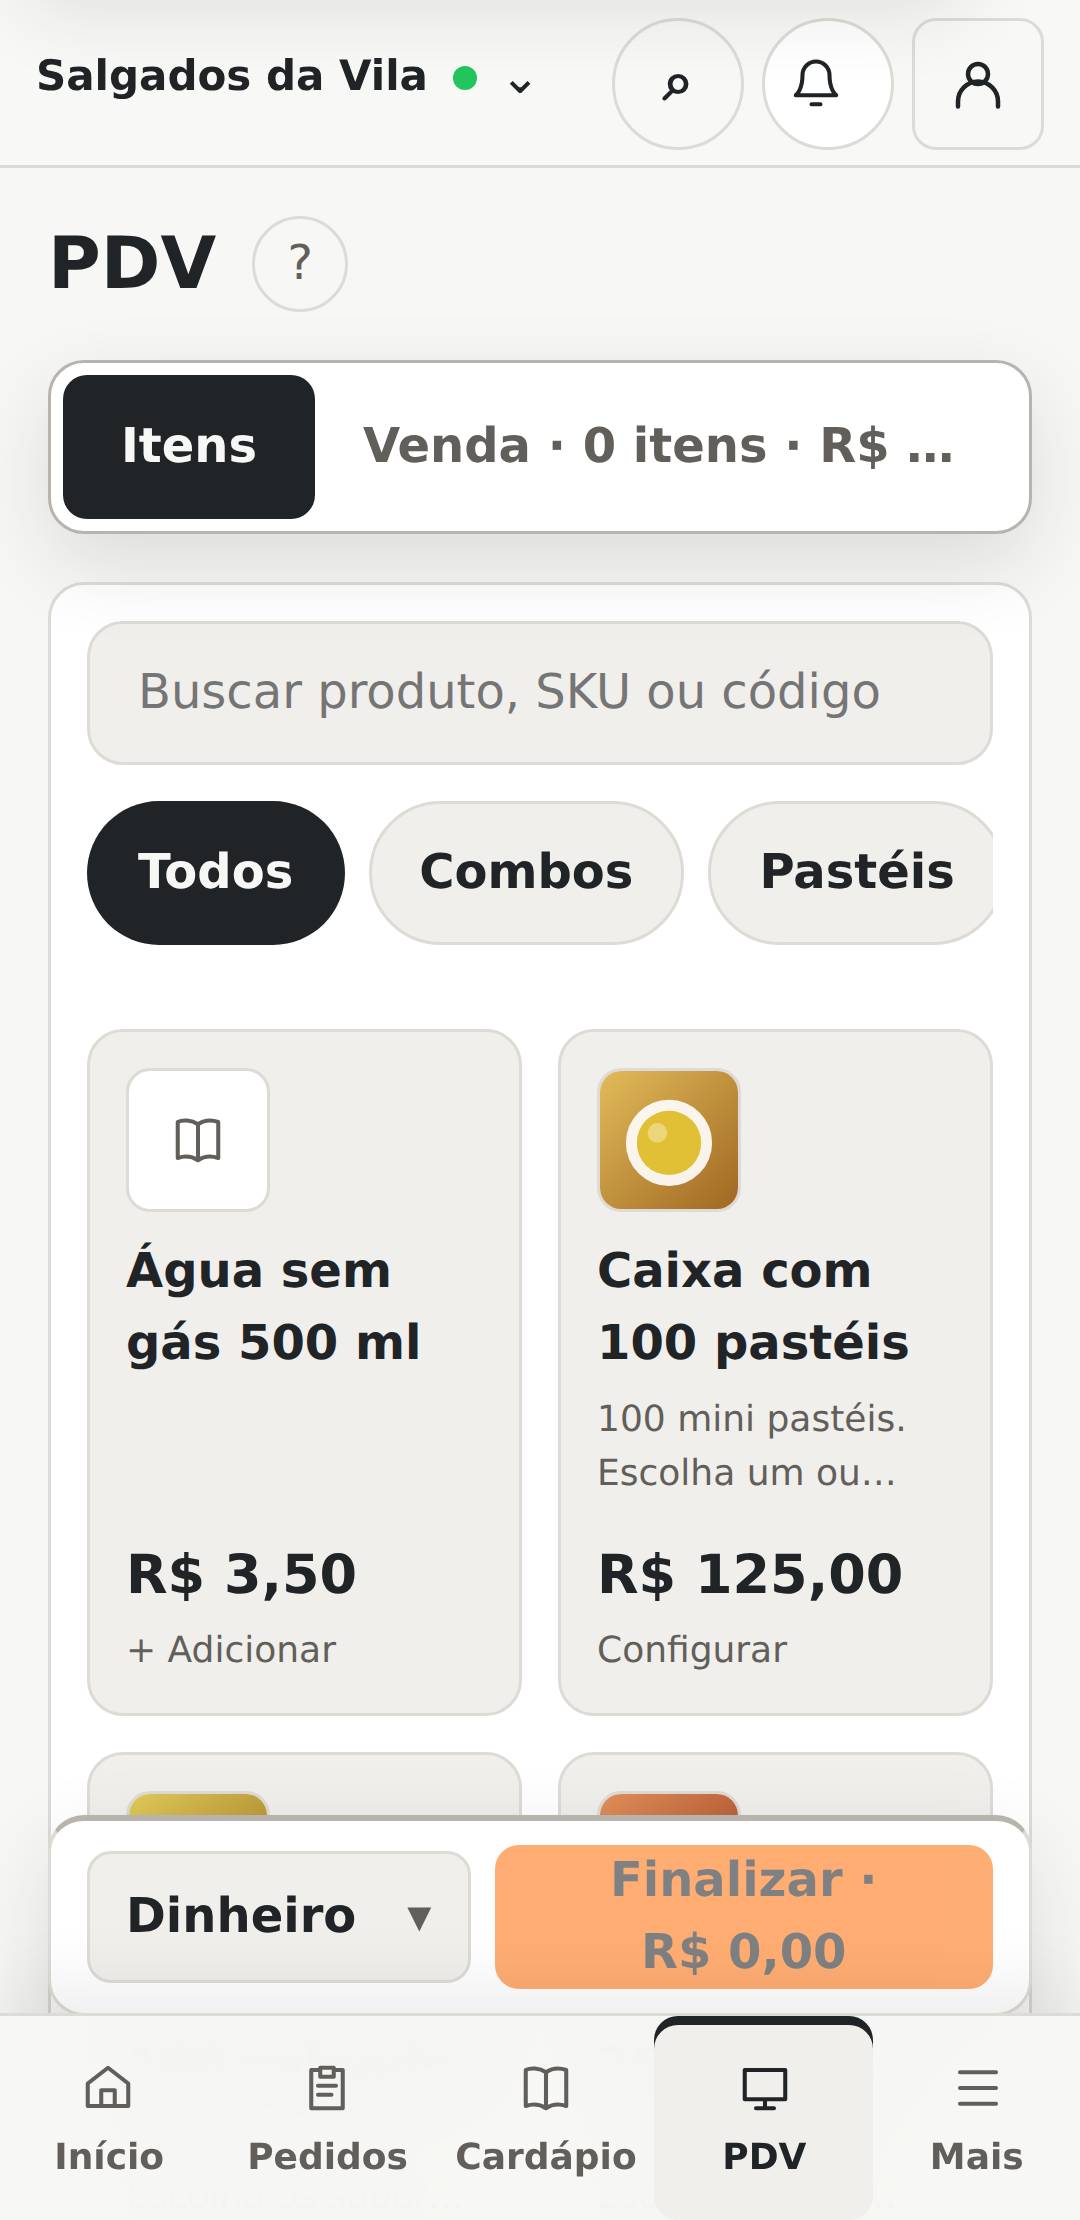 Salgados da Vila
PDV ?
Itens
Venda · 0 itens · R$ …
Buscar produto, SKU ou código
Todos
Combos
Pastéis
Água sem
gás 500 ml
R$ 3,50
+ Adicionar
Caixa com
100 pastéis
100 mini pastéis.
Escolha um ou…
R$ 125,00
Configurar
Dinheiro
Finalizar ·
R$ 0,00
Início
Pedidos
Cardápio
PDV
Mais